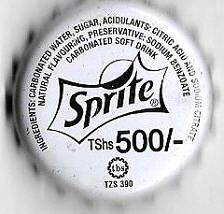 INGREDIENTS: CARBONATED WATER, SUGAR, ACIDULANTS: CITRIC ACID AND SODIUM CITRATE
NATURAL FLAVOURING, PRESERVATIVE: SODIUM BENZOATE
CARBONATED SOFT DRINK
Sprite®
TShs 500/-
tbs
TZS 390